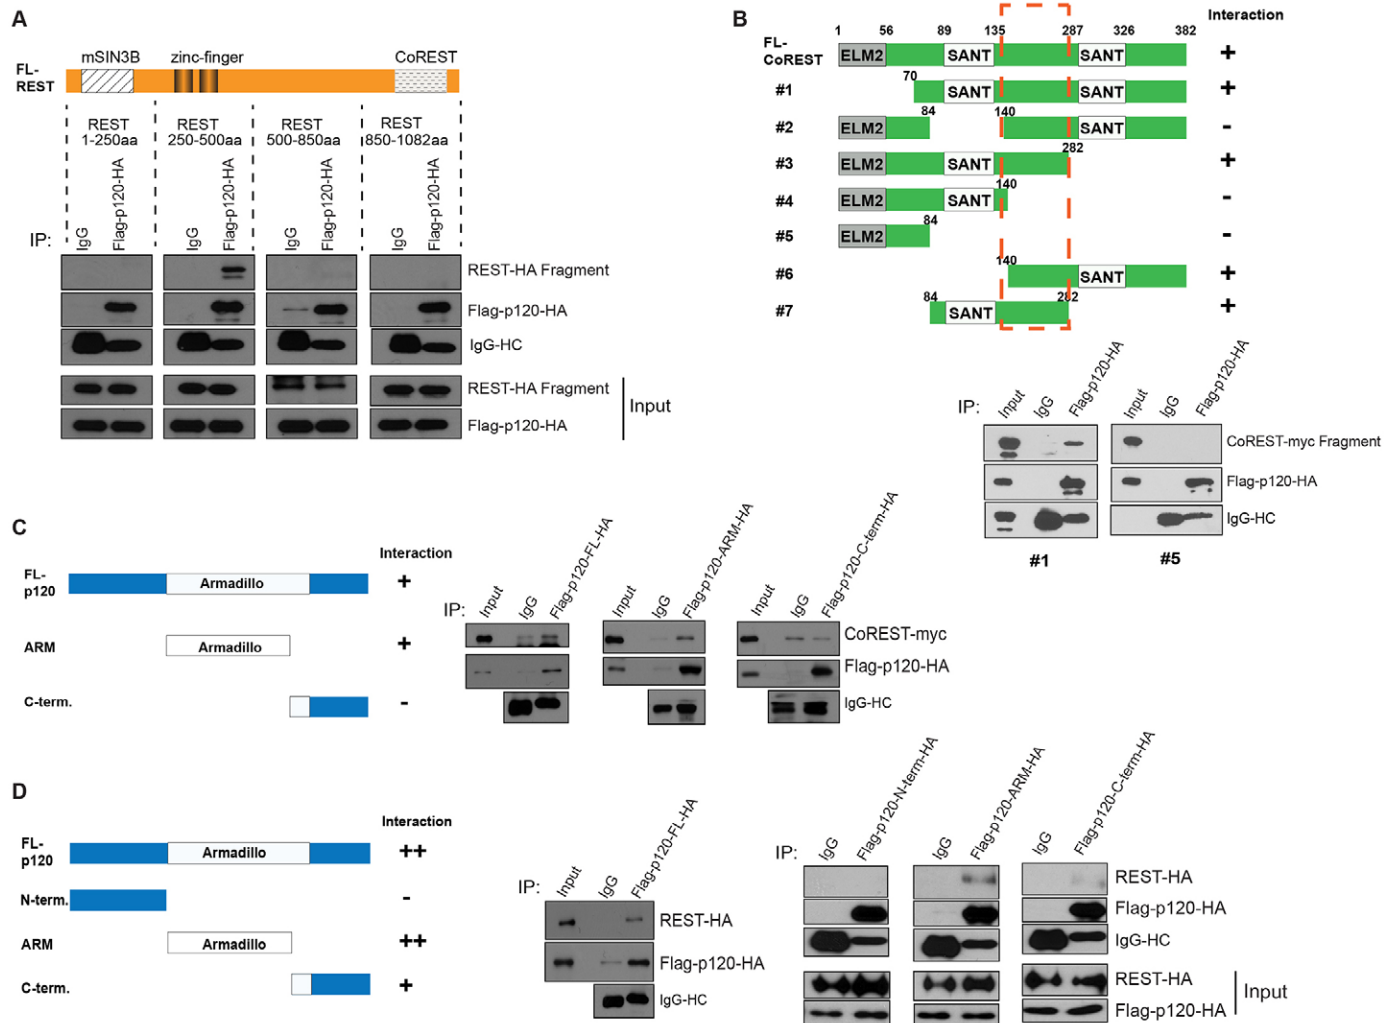 A
mSIN3B zinc-finger CoREST
FL-
REST
REST REST REST REST
1-250aa 250-500aa 500-850aa 850-1082aa
IP: IgG Flag-p120-HA IgG Flag-p120-HA IgG Flag-p120-HA IgG Flag-p120-HA
REST-HA Fragment
Flag-p120-HA
IgG-HC
REST-HA Fragment
Flag-p120-HA
Input
B
Interaction
1 56 89 135 287 326 382
FL-
CoREST
ELM2 SANT SANT +
70
#1 SANT SANT +
84 140
#2 ELM2 SANT -
282
#3 ELM2 SANT +
140
#4 ELM2 SANT -
84
#5 ELM2 -
140
#6 SANT +
84 282
#7 SANT +
IP: Input IgG Flag-p120-HA Input IgG Flag-p120-HA
CoREST-myc Fragment
Flag-p120-HA
IgG-HC
#1 #5
C
Interaction
FL-
p120
Armadillo +
ARM Armadillo +
C-term. -
IP: Input IgG Flag-p120-FL-HA Input IgG Flag-p120-ARM-HA Input IgG Flag-p120-C-term-HA
CoREST-myc
Flag-p120-HA
IgG-HC
D
Interaction
FL-
p120
Armadillo ++
N-term. -
ARM Armadillo ++
C-term. +
IP: Input IgG Flag-p120-FL-HA
REST-HA
Flag-p120-HA
IgG-HC
IP: IgG Flag-p120-N-term-HA IgG Flag-p120-ARM-HA IgG Flag-p120-C-term-HA
REST-HA
Flag-p120-HA
IgG-HC
REST-HA
Flag-p120-HA
Input